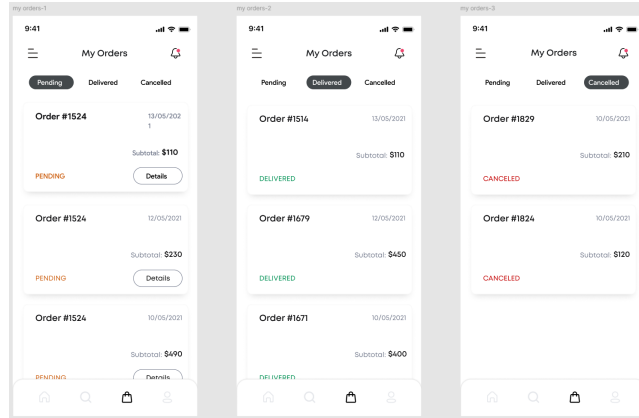 my orders-1
9:41
My Orders
Pending Delivered Cancelled
Order #1524 13/05/202
1
Subtotal: $110
PENDING Details
Order #1524 12/05/2021
Subtotal: $230
PENDING Details
Order #1524 10/05/2021
Subtotal: $490
PENDING Details
my orders-2
9:41
My Orders
Pending Delivered Cancelled
Order #1514 13/05/2021
Subtotal: $110
DELIVERED
Order #1679 12/05/2021
Subtotal: $450
DELIVERED
Order #1671 10/05/2021
Subtotal: $400
DELIVERED
my orders-3
9:41
My Orders
Pending Delivered Cancelled
Order #1829 10/05/2021
Subtotal: $210
CANCELED
Order #1824 10/05/2021
Subtotal: $120
CANCELED